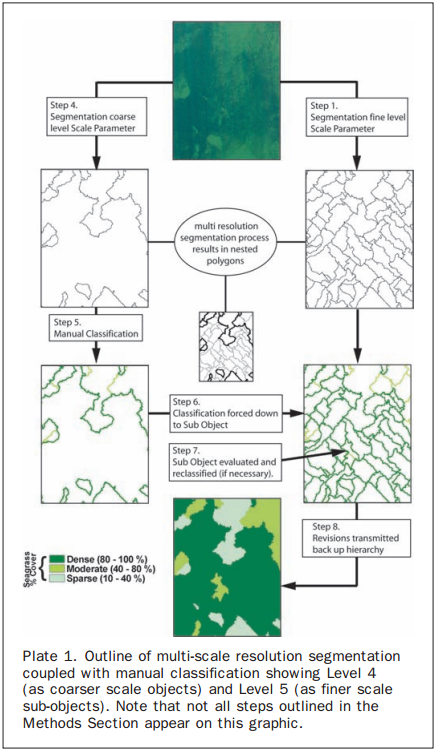 Step 4.
Segmentation coarse
level Scale Parameter
Step 1.
Segmentation fine level
Scale Parameter
multi resolution
segmentation process
results in nested
polygons
Step 5.
Manual Classification
Step 6.
Classification forced down
to Sub Object
Step 7.
Sub Object evaluated and
reclassified (if necessary).
Step 8.
Revisions transmitted
back up hierarchy
Seagrass
% Cover
Dense (80 - 100 %)
Moderate (40 - 80 %)
Sparse (10 - 40 %)
Plate 1. Outline of multi-scale resolution segmentation
coupled with manual classification showing Level 4
(as coarser scale objects) and Level 5 (as finer scale
sub-objects). Note that not all steps outlined in the
Methods Section appear on this graphic.